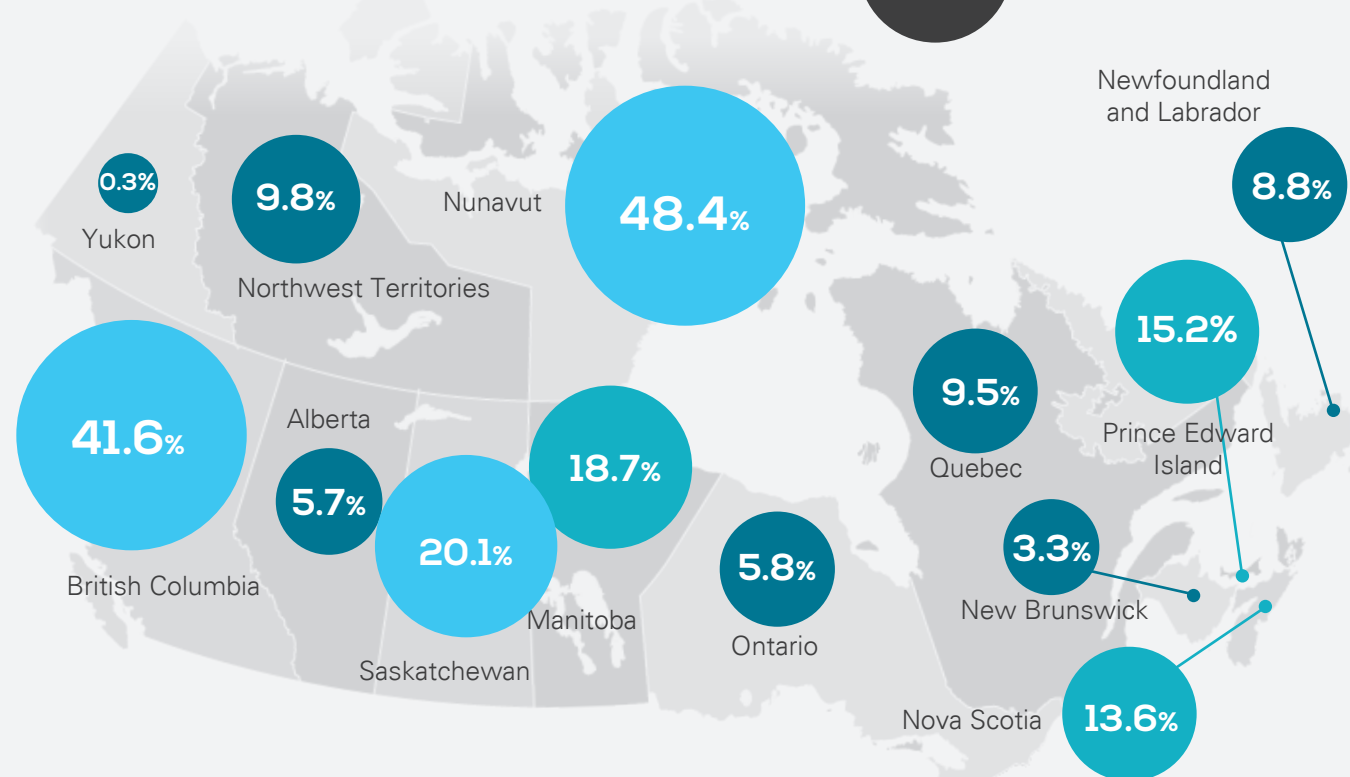 Newfoundland
and Labrador
8.8%
0.3%
Yukon
9.8%
Northwest Territories
Nunavut
48.4%
15.2%
Prince Edward
Island
41.6%
British Columbia
Alberta
5.7%
20.1%
Saskatchewan
18.7%
Manitoba
5.8%
Ontario
9.5%
Quebec
3.3%
New Brunswick
Nova Scotia
13.6%